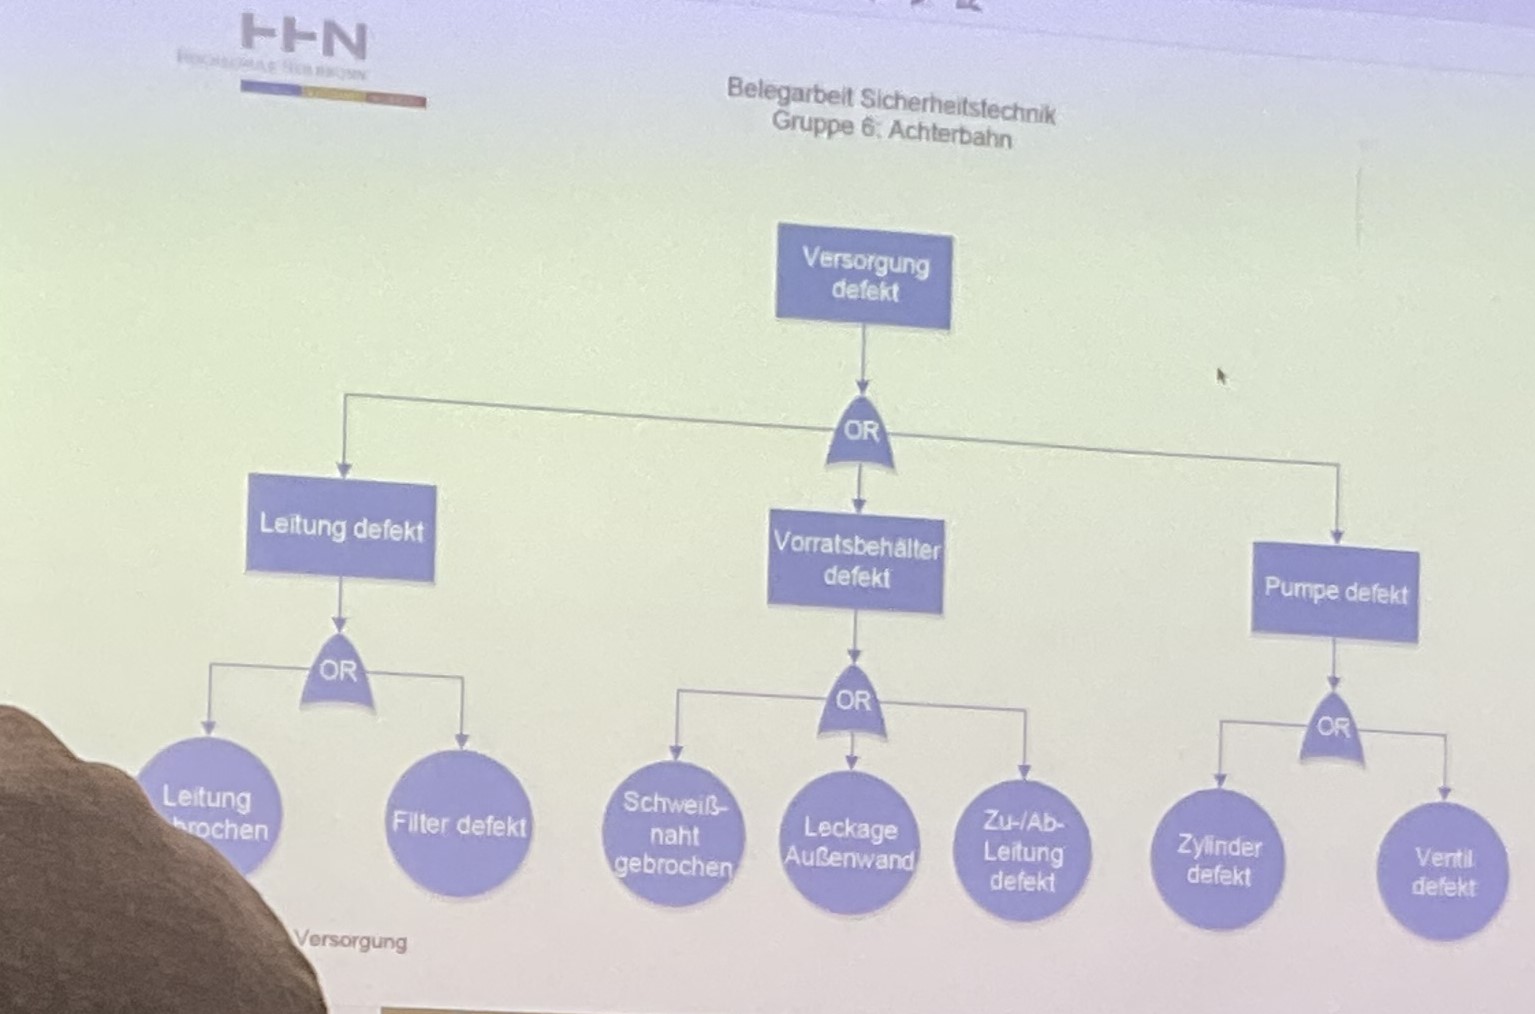 HHN
HOCHSCHULE HEILBRONN
Belegarbeit Sicherheitstechnik
Gruppe 6: Achterbahn
Versorgung
defekt
OR
Leitung defekt
Vorratsbehälter
defekt
Pumpe defekt
OR
OR
OR
Leitung
brochen
Filter defekt
Schweiß-
naht
gebrochen
Leckage
Außenwand
Zu-/Ab-
Leitung
defekt
Zylinder
defekt
Ventil
defekt
Versorgung